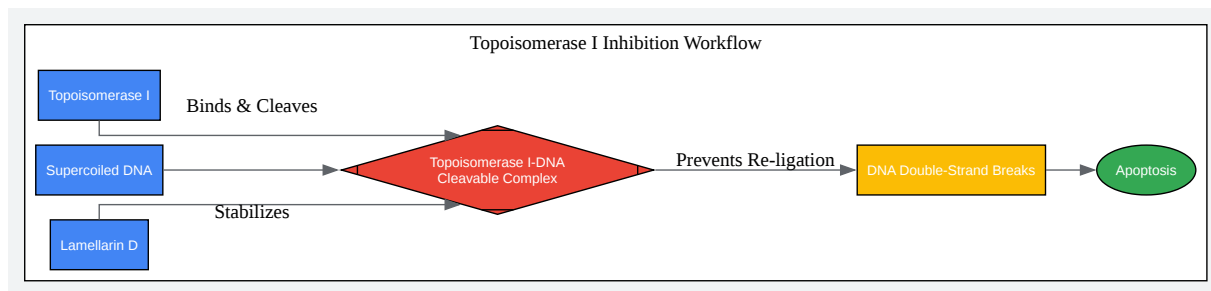 Topoisomerase I Inhibition Workflow
Topoisomerase I
Binds & Cleaves
Supercoiled DNA
Topoisomerase I-DNA
Cleavable Complex
Prevents Re-ligation
DNA Double-Strand Breaks
Apoptosis
Stabilizes
Lamellarin D